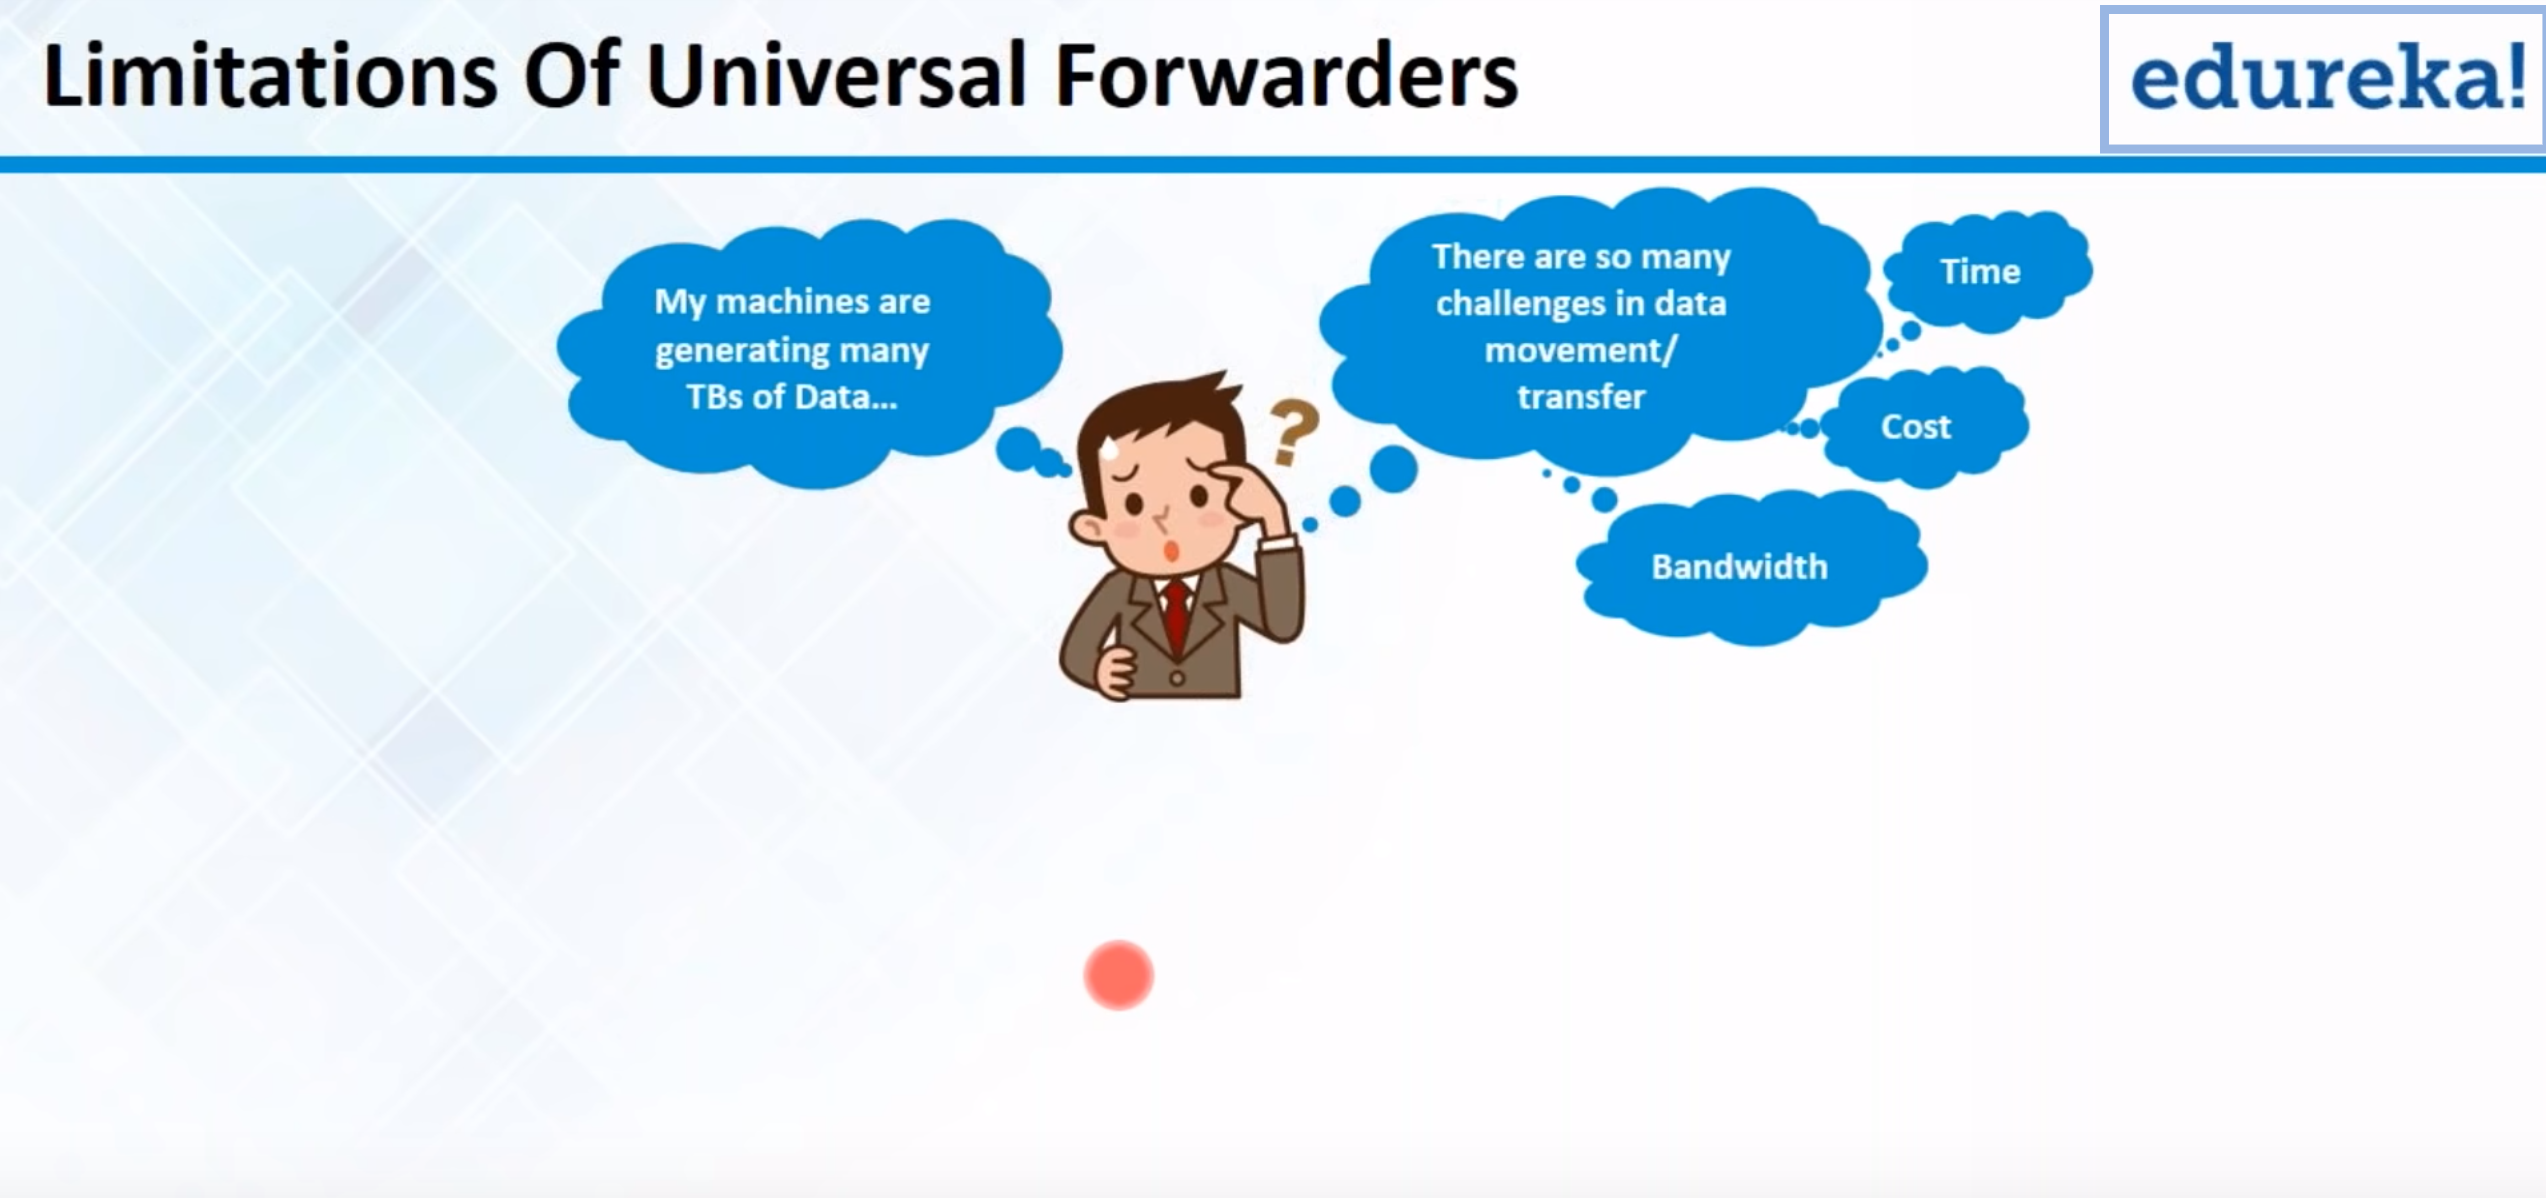 Limitations Of Universal Forwarders
edureka!
My machines are
generating many
TBs of Data...
?
There are so many
challenges in data
movement/
transfer
Time
Cost
Bandwidth